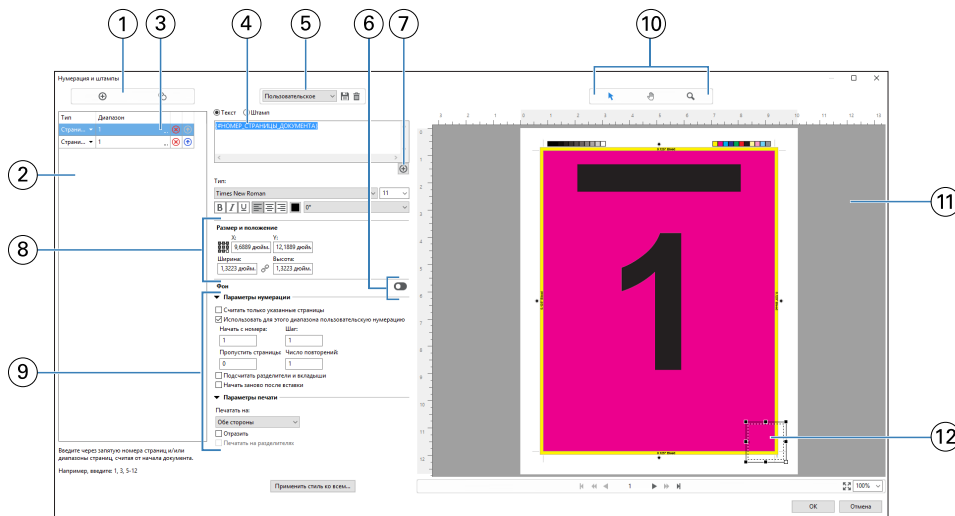 1
3
4
5
6
7
10
Нумерация и штампы
Пользовательское
Тип
Диапазон
Страни...
1
...
Страни...
1
...
Текст
Штамп
[#НОМЕР_СТРАНИЦЫ_ДОКУМЕНТА]
Тип:
Times New Roman
11
B I U
0°
2
8
9
11
12
Размер и положение
X:
Y:
9,6889 дюйм.
12,1889 дюйм.
Ширина:
Высота:
1,3223 дюйм.
1,3223 дюйм.
Фон
Параметры нумерации
Считать только указанные страницы
Использовать для этого диапазона пользовательскую нумерацию
Начать с номера:
Шаг:
1
1
Пропустить страницы:
Число повторений:
0
1
Подсчитать разделители и вкладыши
Начать заново после вставки
Параметры печати
Печатать на:
Обе стороны
Отразить
Печатать на разделителях
Введите через запятую номера страниц и/или
диапазоны страниц, считая от начала документа.
Например, введите: 1, 3, 5-12
Применить стиль ко всем...
1
1
100%
OK
Отмена